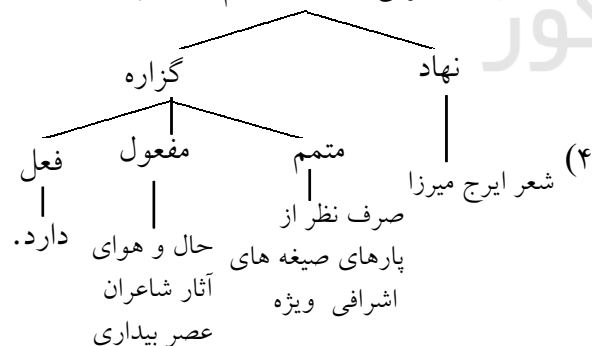 نهاد
گزاره
متمم
مفعول
فعل
۴) شعر ایرج میرزا
صرف نظر از
پارهای صیغه های
اشرافی ویژه
حال و هوای
آثار شاعران
عصر بیداری
دارد.